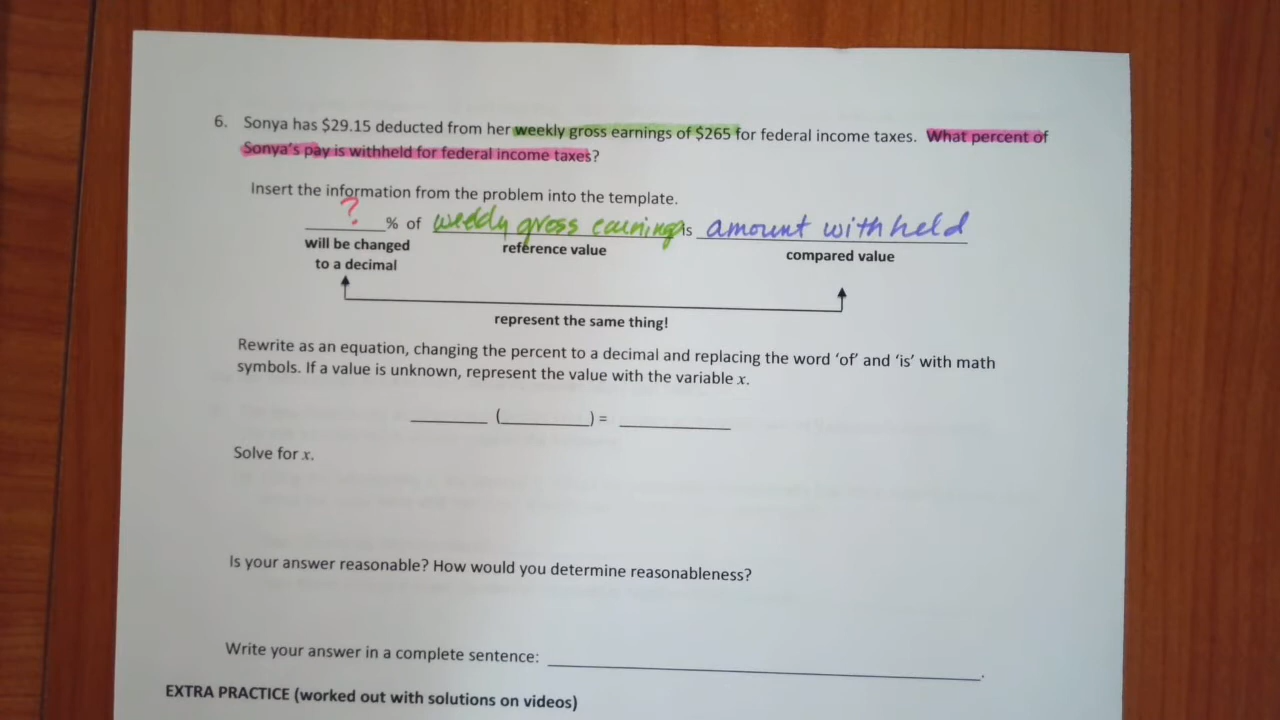 6. Sonya has $29.15 deducted from her weekly gross earnings of $265 for federal income taxes. What percent of
Sonya's pay is withheld for federal income taxes?
Insert the information from the problem into the template.
? % of weekly gross earnings is amount withheld
will be changed reference value compared value
to a decimal
represent the same thing!
Rewrite as an equation, changing the percent to a decimal and replacing the word 'of' and 'is' with math
symbols. If a value is unknown, represent the value with the variable x.
______ (________) = _________
Solve for x.
Is your answer reasonable? How would you determine reasonableness?
Write your answer in a complete sentence: ______________________________.
EXTRA PRACTICE (worked out with solutions on videos)